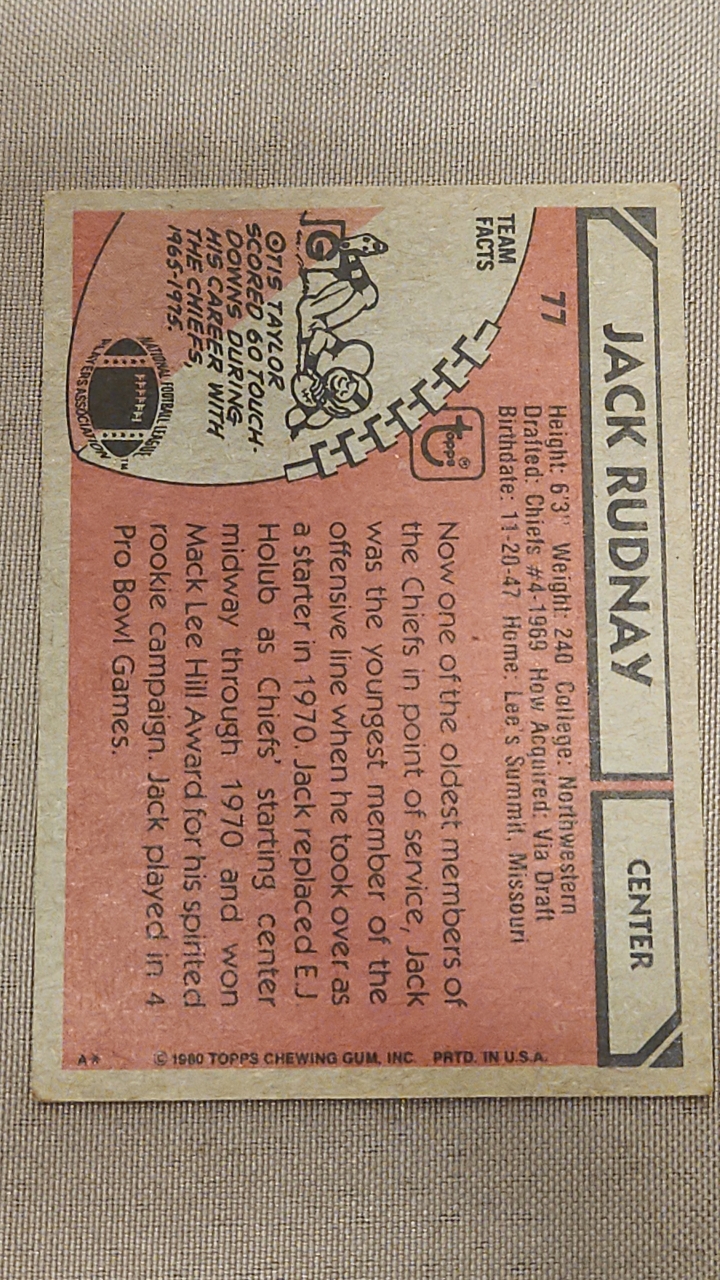 JACK RUDNAY
CENTER
77
Height: 6'3" Weight: 240 College: Northwestern
Drafted: Chiefs #4-1969 How Acquired: Via Draft
Birthdate: 11-20-47 Home: Lee's Summit, Missouri
TEAM
FACTS
topps®
OTIS TAYLOR
SCORED 60 TOUCH-
DOWNS DURING
HIS CAREER WITH
THE CHIEFS,
1965-1975.
NATIONAL FOOTBALL LEAGUE
PLAYERS ASSOCIATION
TM
Now one of the oldest members of
the Chiefs in point of service, Jack
was the youngest member of the
offensive line when he took over as
a starter in 1970. Jack replaced E.J.
Holub as Chiefs' starting center
midway through 1970 and won
Mack Lee Hill Award for his spirited
rookie campaign. Jack played in 4
Pro Bowl Games.
A* © 1980 TOPPS CHEWING GUM, INC. PRTD. IN U.S.A.